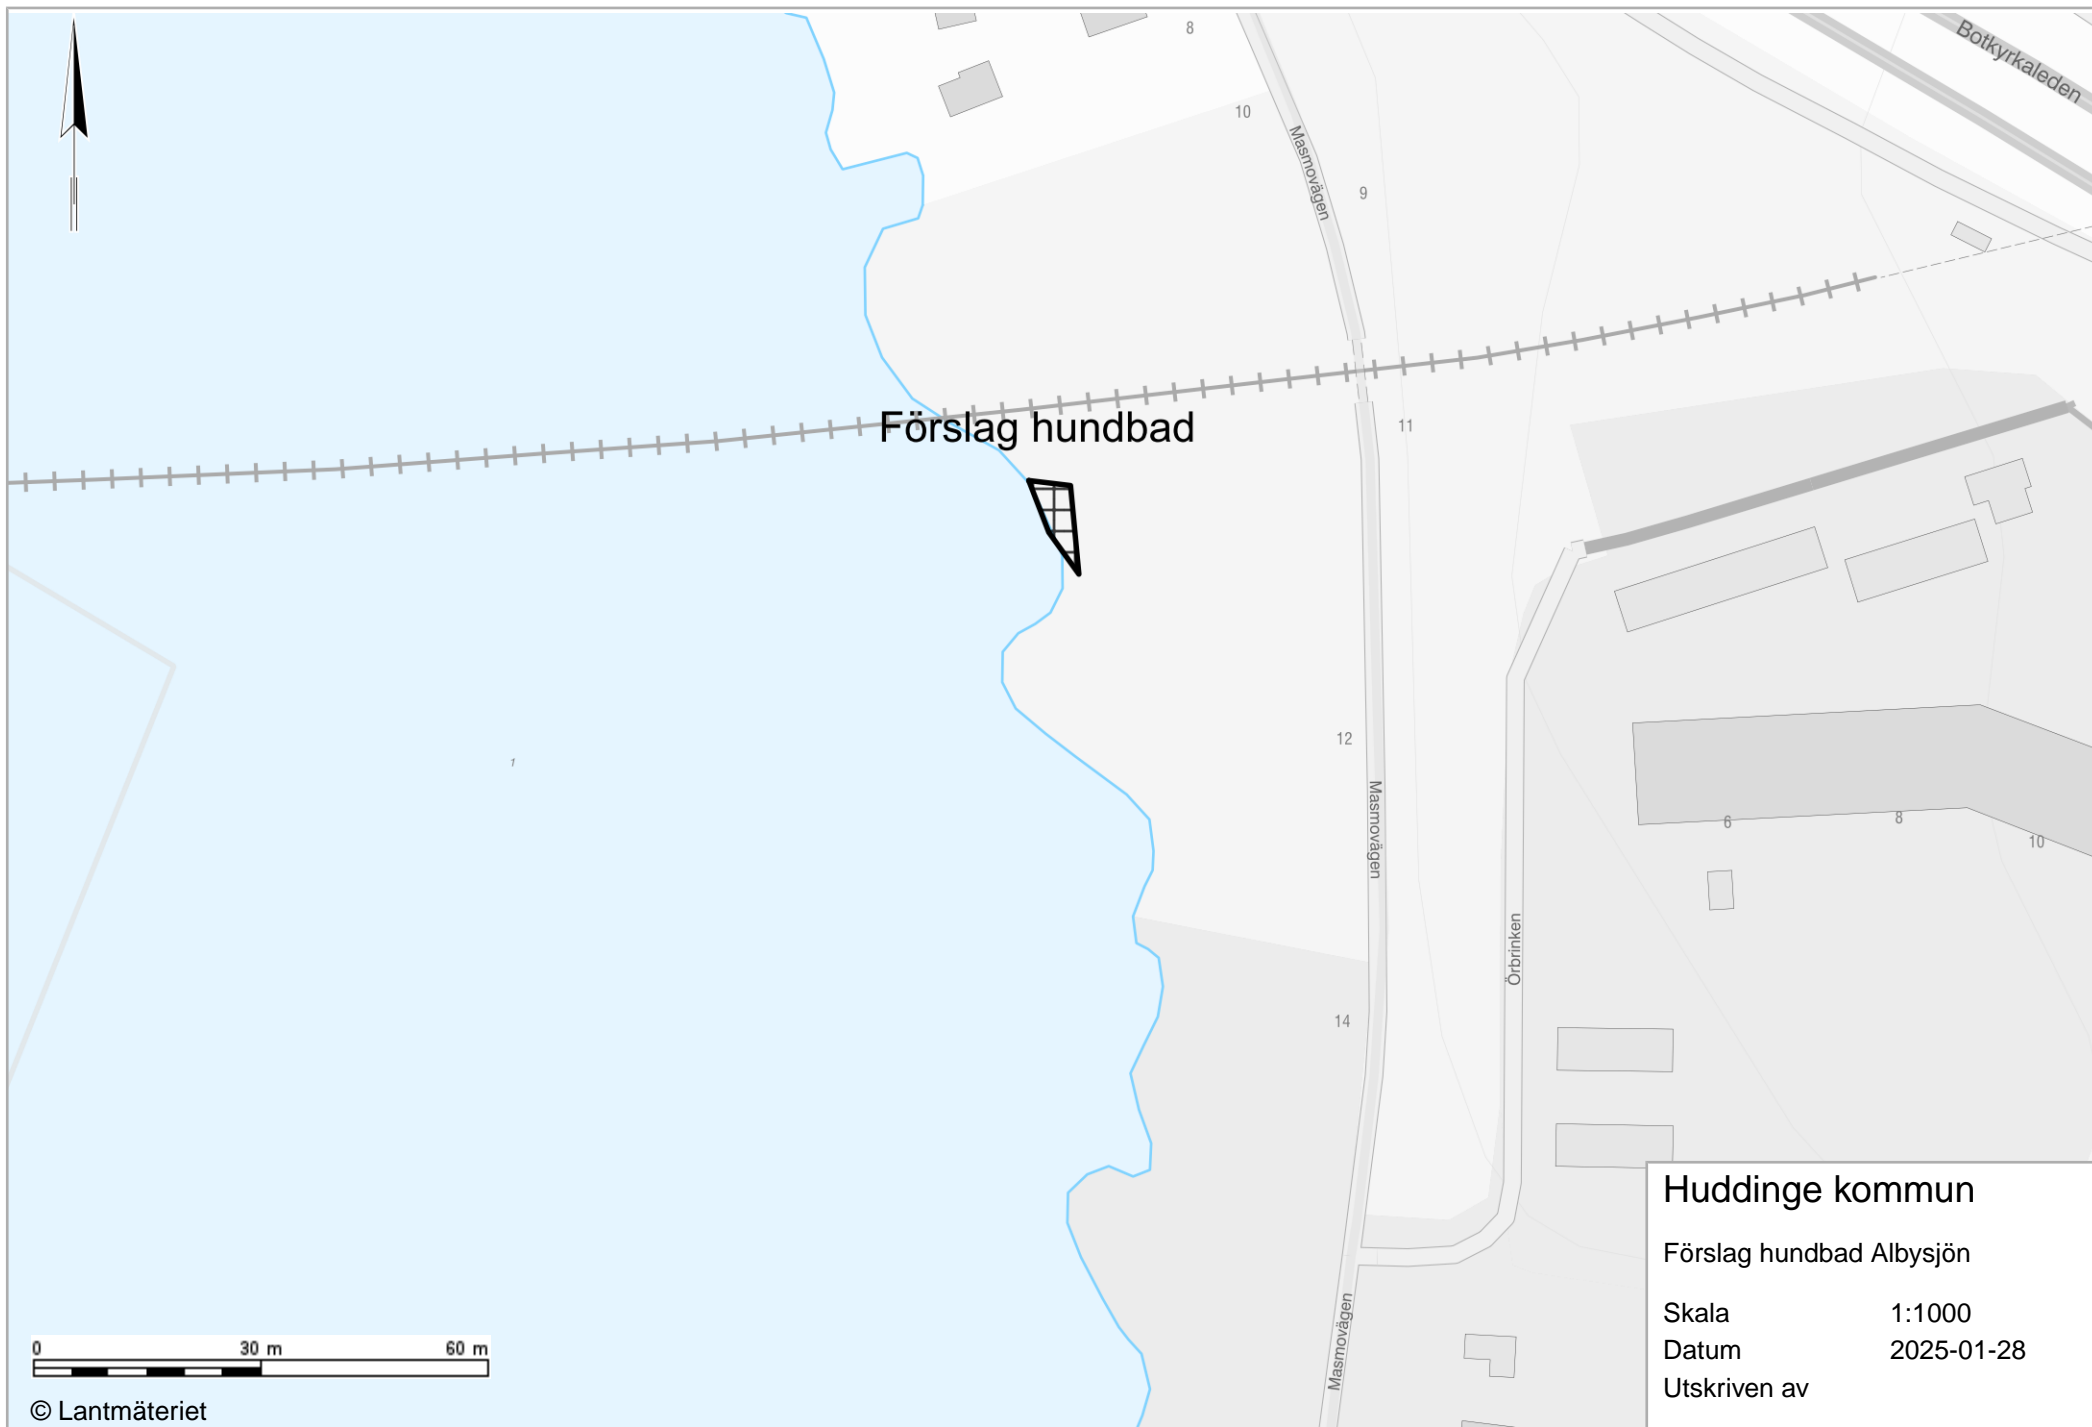 8
Botkyrkaleden
10
Masmovägen
9
Förslag hundbad
11
12
1
Masmovägen
6
8
10
Örbrinken
14
Masmovägen
Huddinge kommun
Förslag hundbad Albysjön
Skala 1:1000
Datum 2025-01-28
Utskriven av
0 30 m 60 m
© Lantmäteriet